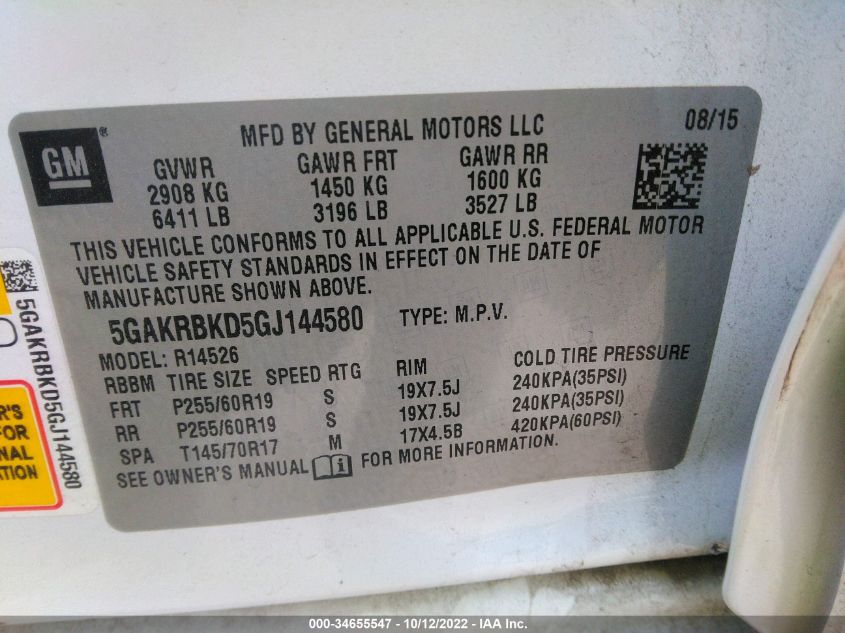 GM
®
MFD BY GENERAL MOTORS LLC
08/15
GVWR GAWR FRT GAWR RR
2908 KG 1450 KG 1600 KG
6411 LB 3196 LB 3527 LB
THIS VEHICLE CONFORMS TO ALL APPLICABLE U.S. FEDERAL MOTOR
VEHICLE SAFETY STANDARDS IN EFFECT ON THE DATE OF
MANUFACTURE SHOWN ABOVE.
5GAKRBKD5GJ144580 TYPE: M.P.V.
MODEL: R14526
RBBM TIRE SIZE SPEED RTG RIM COLD TIRE PRESSURE
FRT P255/60R19 S 19X7.5J 240KPA(35PSI)
RR P255/60R19 S 19X7.5J 240KPA(35PSI)
SPA T145/70R17 M 17X4.5B 420KPA(60PSI)
SEE OWNER'S MANUAL FOR MORE INFORMATION.
5GAKRBKD5GJ144580
R'S
FOR
NAL
TION
000-34655547 - 10/12/2022 - IAA Inc.